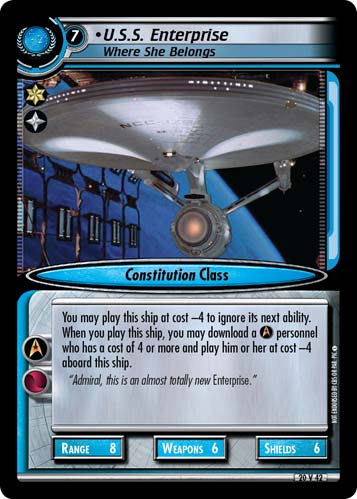 7
•U.S.S. Enterprise
Where She Belongs
NCC-1701
Constitution Class
You may play this ship at cost –4 to ignore its next ability.
When you play this ship, you may download a personnel
who has a cost of 4 or more and play him or her at cost –4
aboard this ship.
"Admiral, this is an almost totally new Enterprise."
RANGE 8
WEAPONS 6
SHIELDS 6
20 V 42